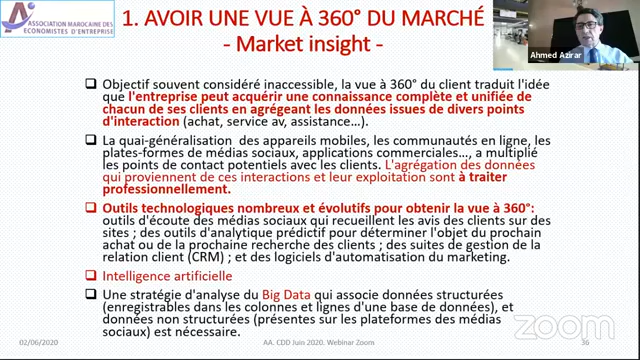 ASSOCIATION MAROCAINE DES
ECONOMISTES D'ENTREPRISE
1. AVOIR UNE VUE À 360° DU MARCHÉ
- Market insight -
Ahmed Azirar
Objectif souvent considéré inaccessible, la vue à 360° du client traduit l'idée
que l'entreprise peut acquérir une connaissance complète et unifiée de
chacun de ses clients en agrégeant les données issues de divers points
d'interaction (achat, service av, assistance…).
La quai-généralisation des appareils mobiles, les communautés en ligne, les
plates-formes de médias sociaux, applications commerciales…, a multiplié
les points de contact potentiels avec les clients. L'agrégation des données
qui proviennent de ces interactions et leur exploitation sont à traiter
professionnellement.
Outils technologiques nombreux et évolutifs pour obtenir la vue à 360°:
outils d'écoute des médias sociaux qui recueillent les avis des clients sur des
sites ; des outils d'analytique prédictif pour déterminer l'objet du prochain
achat ou de la prochaine recherche des clients ; des suites de gestion de la
relation client (CRM) ; et des logiciels d'automatisation du marketing.
Intelligence artificielle
Une stratégie d'analyse du Big Data qui associe données structurées
(enregistrables dans les colonnes et lignes d'une base de données), et
données non structurées (présentes sur les plateformes des médias
sociaux) est nécessaire.
02/06/2020
AA. CDD Juin 2020. Webinar Zoom
36
zoom